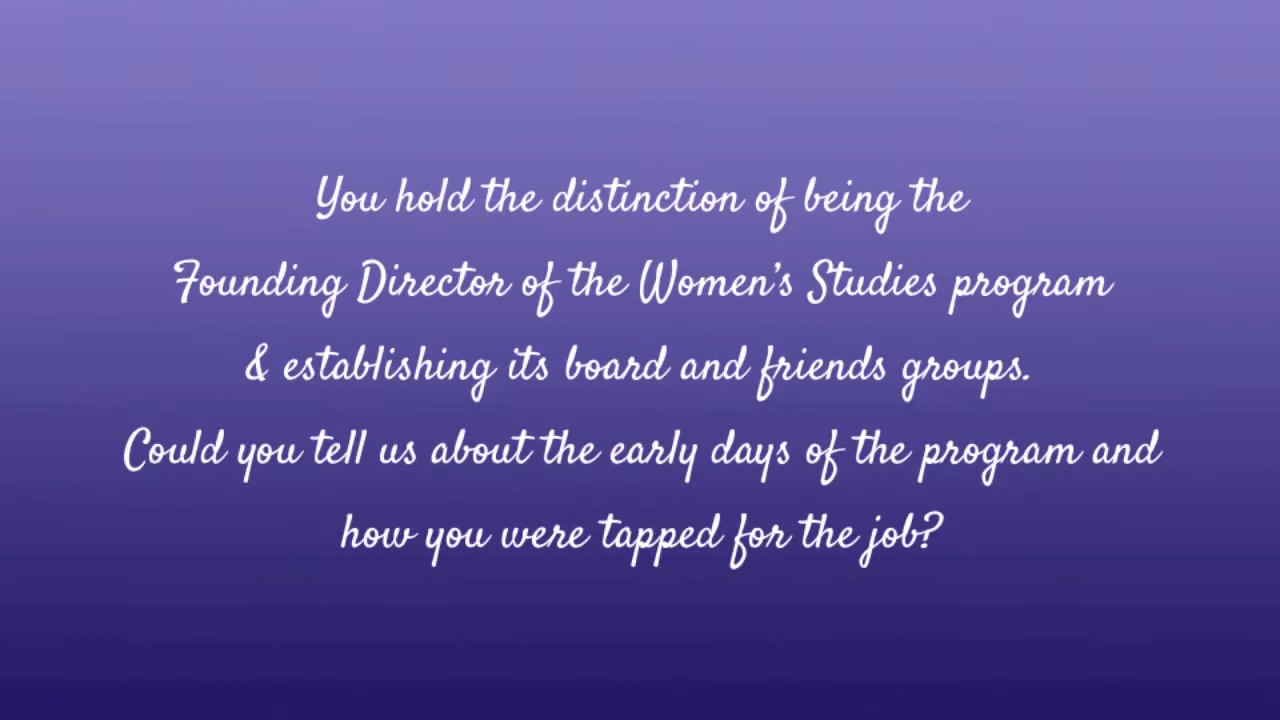 You hold the distinction of being the
Founding Director of the Women's Studies program
& establishing its board and friends groups.
Could you tell us about the early days of the program and
how you were tapped for the job?